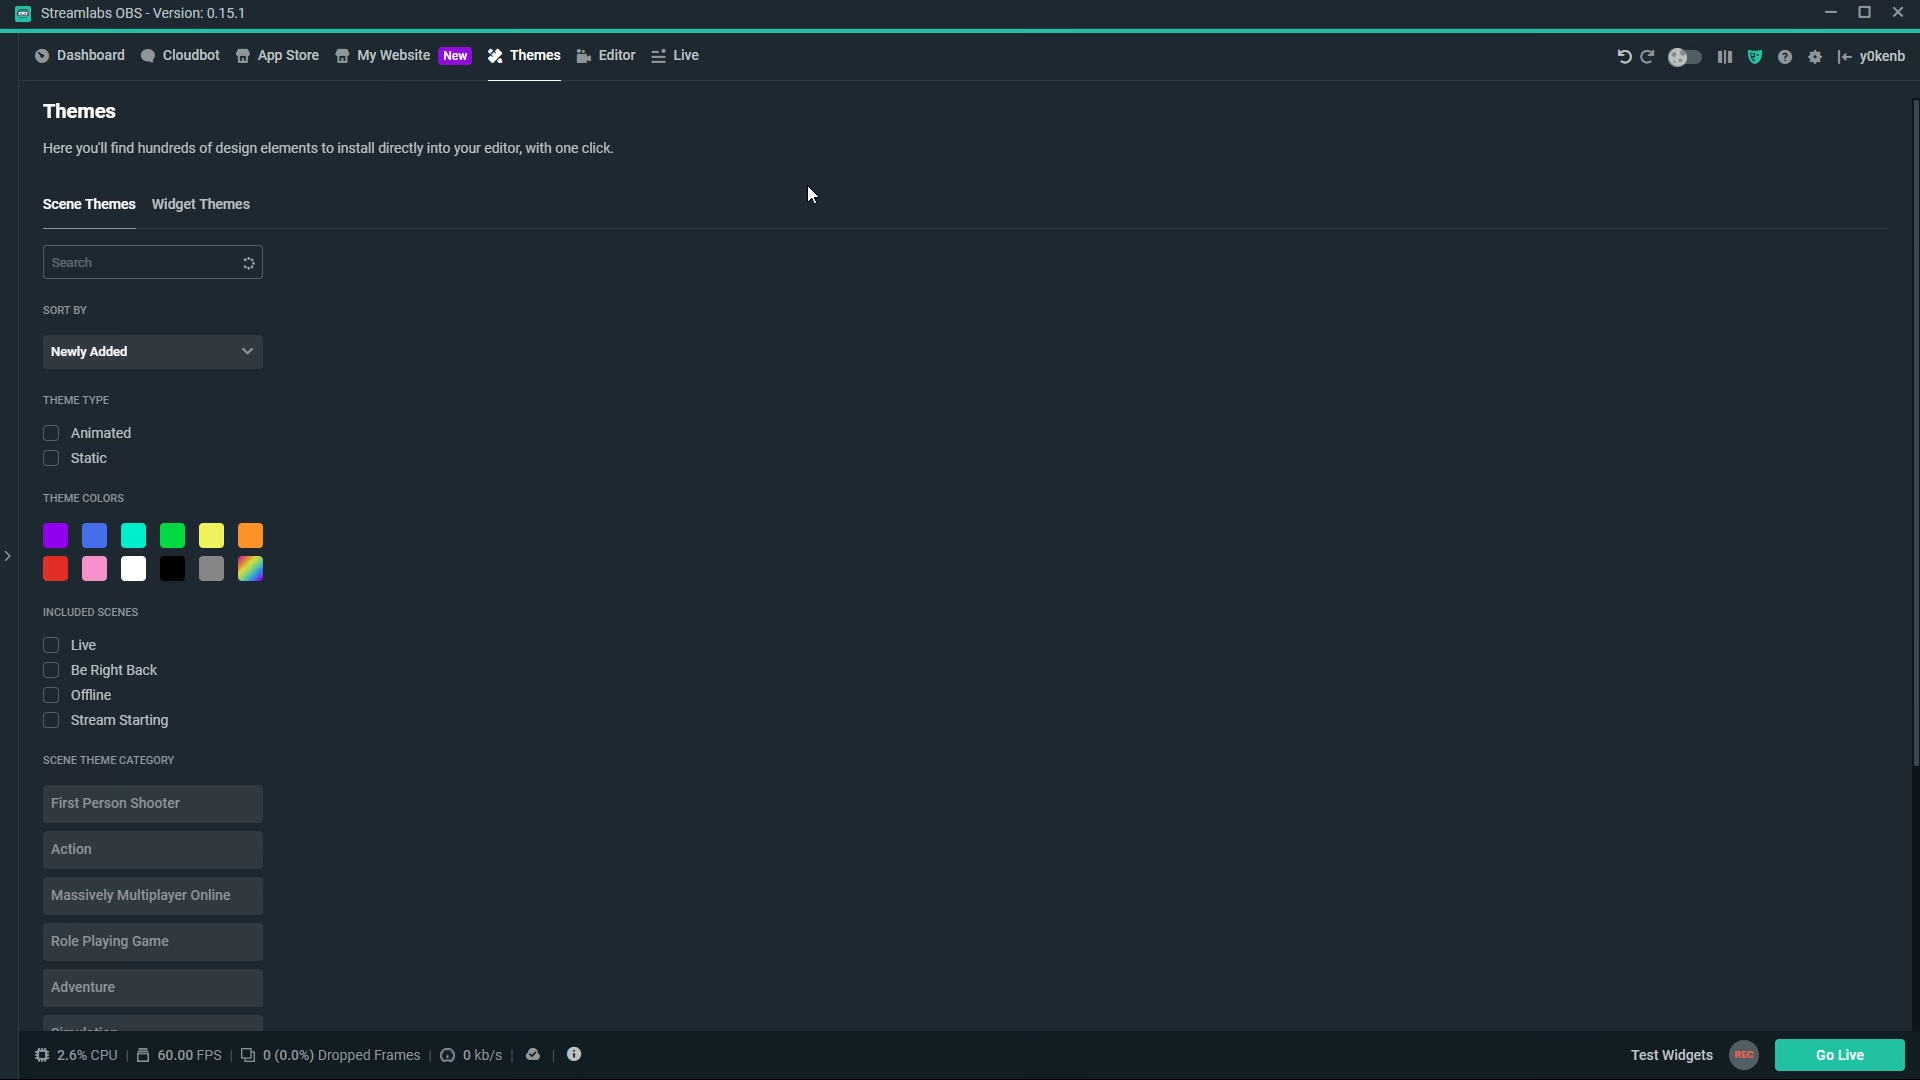 Streamlabs OBS - Version: 0.15.1
Dashboard Cloudbot App Store My Website New Themes Editor Live y0kenb
Themes
Here you'll find hundreds of design elements to install directly into your editor, with one click.
Scene Themes Widget Themes
Search
SORT BY
Newly Added
THEME TYPE
Animated
Static
THEME COLORS
INCLUDED SCENES
Live
Be Right Back
Offline
Stream Starting
SCENE THEME CATEGORY
First Person Shooter
Action
Massively Multiplayer Online
Role Playing Game
Adventure
2.6% CPU | 60.00 FPS | 0 (0.0%) Dropped Frames | 0 kb/s | | Test Widgets REC Go Live